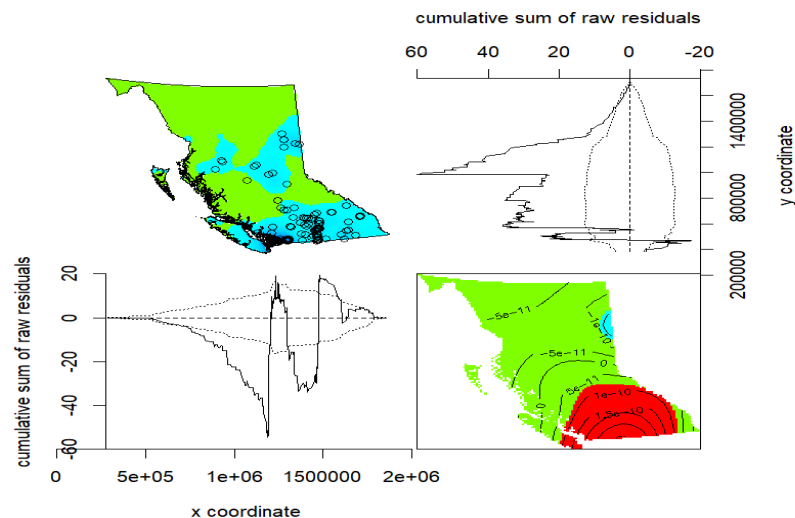 cumulative sum of raw residuals
60 40 20 0 -20
1400000
800000
200000
y coordinate
20
0
20
40
-60
cumulative sum of raw residuals
0 5e+05 1e+06 1500000 2e+06
x coordinate
-5e-11
-1e-10
-5e-11
0
5e-11
1e-10
1.5e-10
0